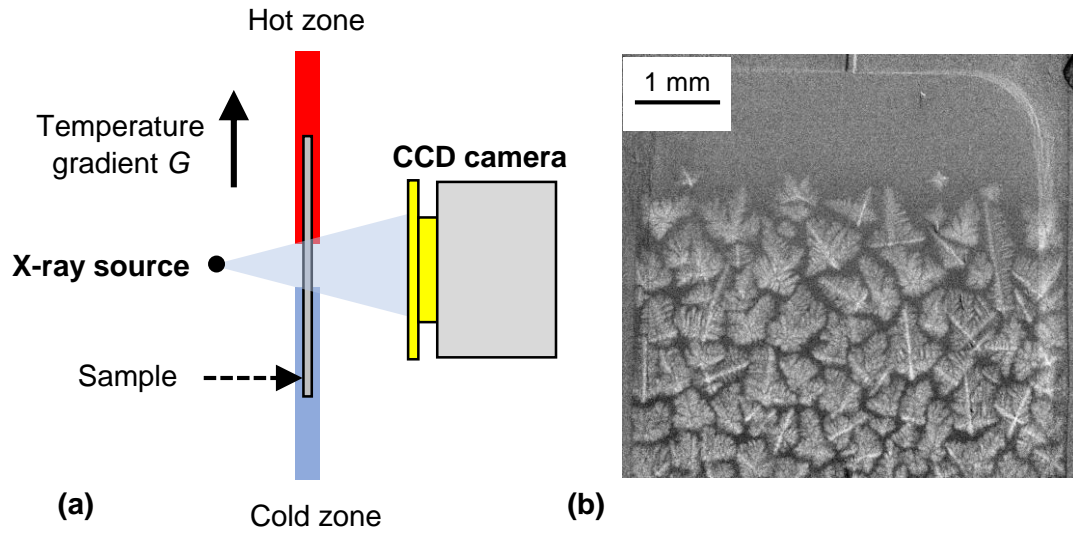 Hot zone
Temperature
gradient G
CCD camera
X-ray source
Sample
(a)
Cold zone
1 mm
(b)